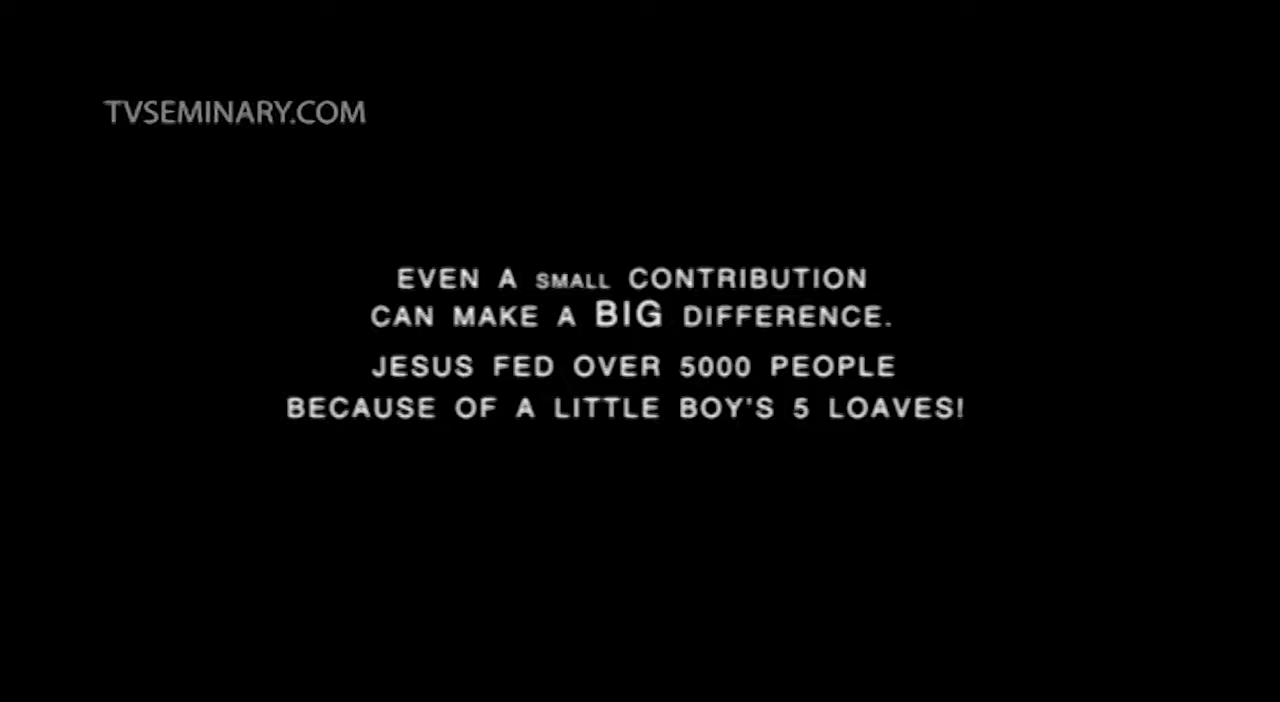 TVSEMINARY.COM
EVEN A SMALL CONTRIBUTION
CAN MAKE A BIG DIFFERENCE.
JESUS FED OVER 5000 PEOPLE
BECAUSE OF A LITTLE BOY'S 5 LOAVES!